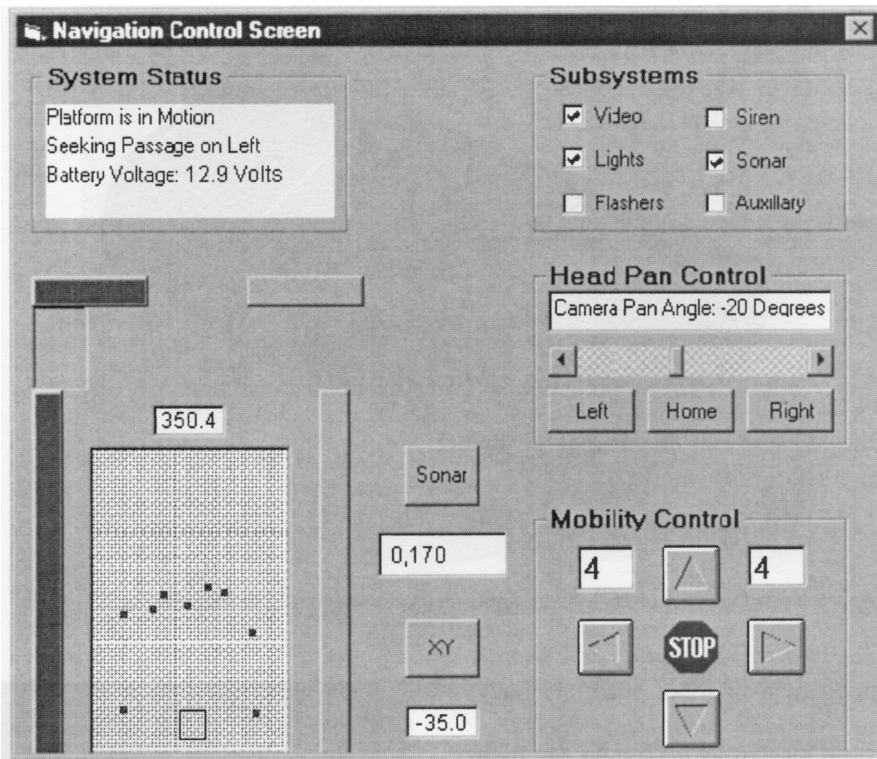 Navigation Control Screen
System Status
Platform is in Motion
Seeking Passage on Left
Battery Voltage: 12.9 Volts
Subsystems
Video
Siren
Lights
Sonar
Flashers
Auxillary
Head Pan Control
Camera Pan Angle: -20 Degrees
Left
Home
Right
350.4
Sonar
0,170
XY
-35.0
Mobility Control
4
4
STOP